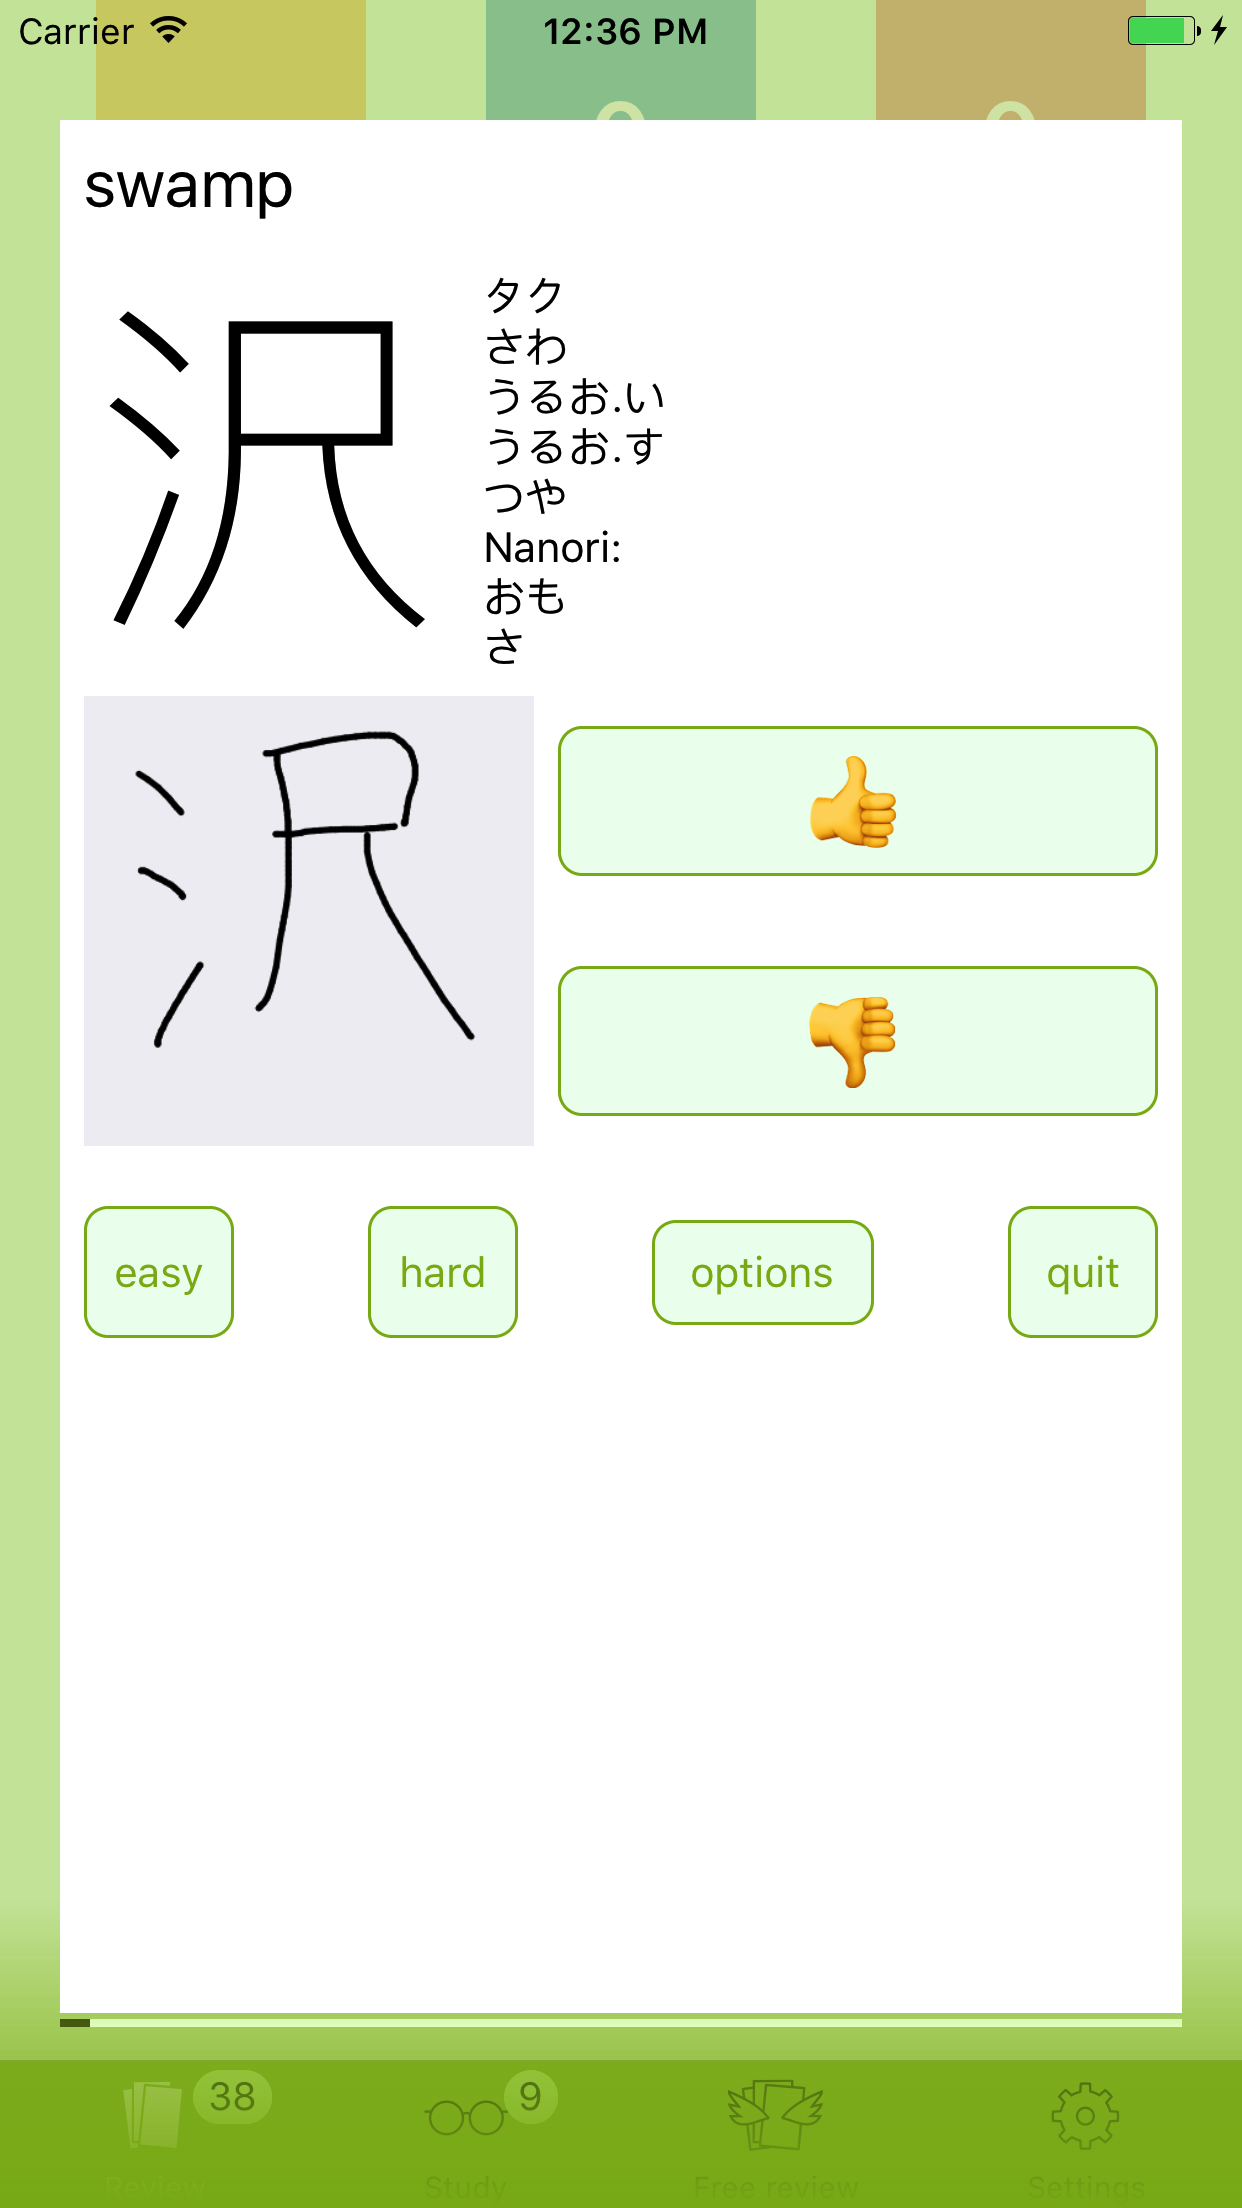 Carrier 12:36 PM
swamp
沢
タク
さわ
うるお.い
うるお.す
つや
Nanori:
おも
さ
沢
👍
👎
easy hard options quit
38 9
Review Study Free review Settings